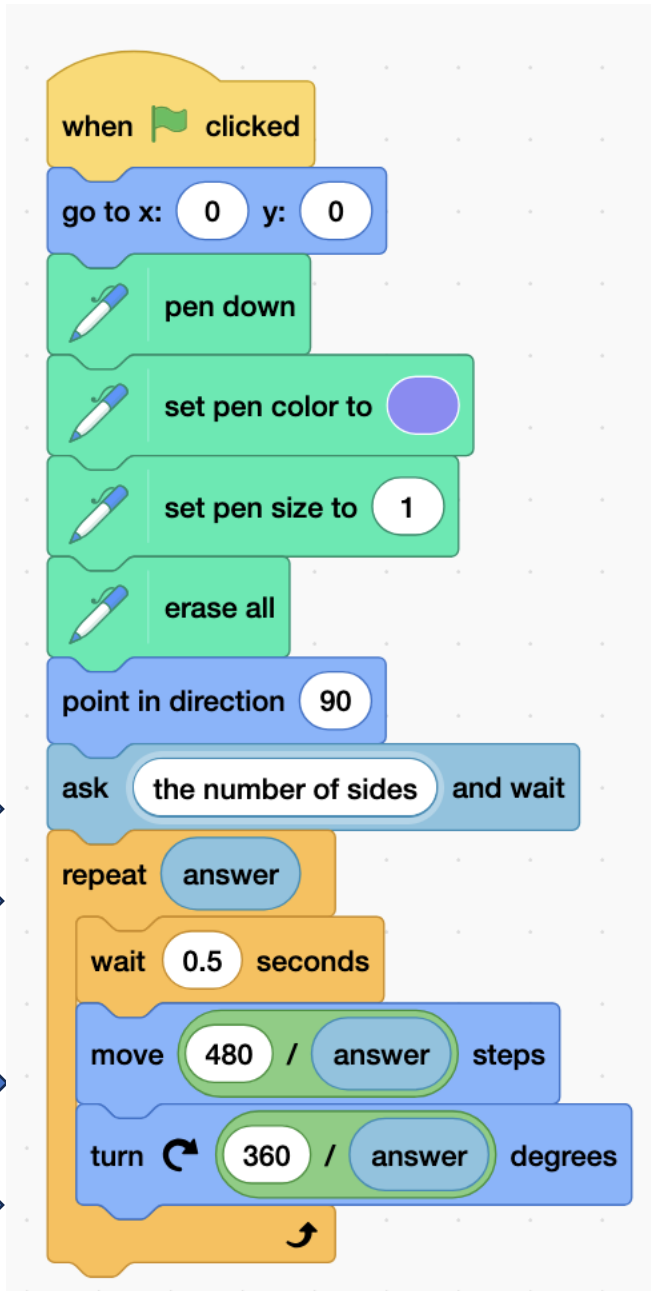 when clicked
go to x: 0 y: 0
pen down
set pen color to
set pen size to 1
erase all
point in direction 90
ask the number of sides and wait
repeat answer
wait 0.5 seconds
move 480 / answer steps
turn 360 / answer degrees